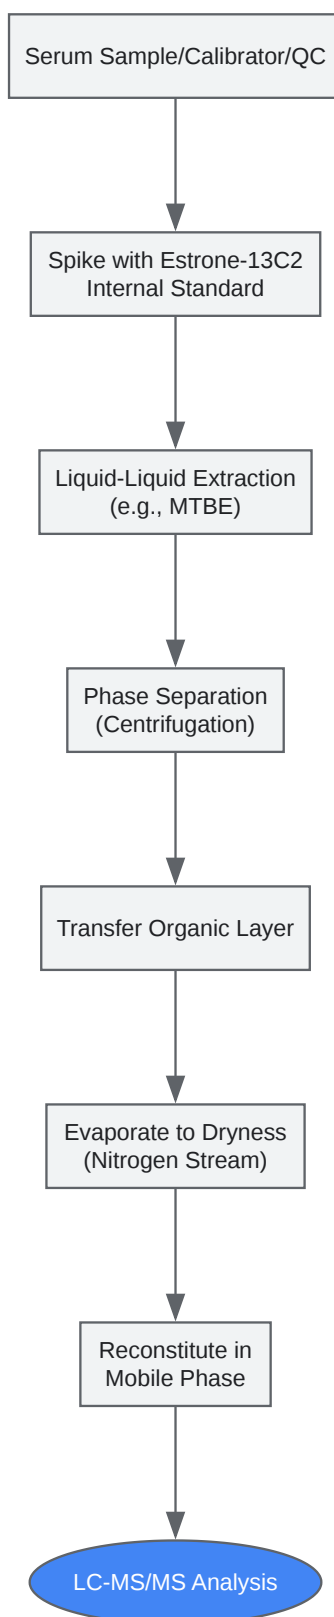 Serum Sample/Calibrator/QC
Spike with Estrone-13C2
Internal Standard
Liquid-Liquid Extraction
(e.g., MTBE)
Phase Separation
(Centrifugation)
Transfer Organic Layer
Evaporate to Dryness
(Nitrogen Stream)
Reconstitute in
Mobile Phase
LC-MS/MS Analysis